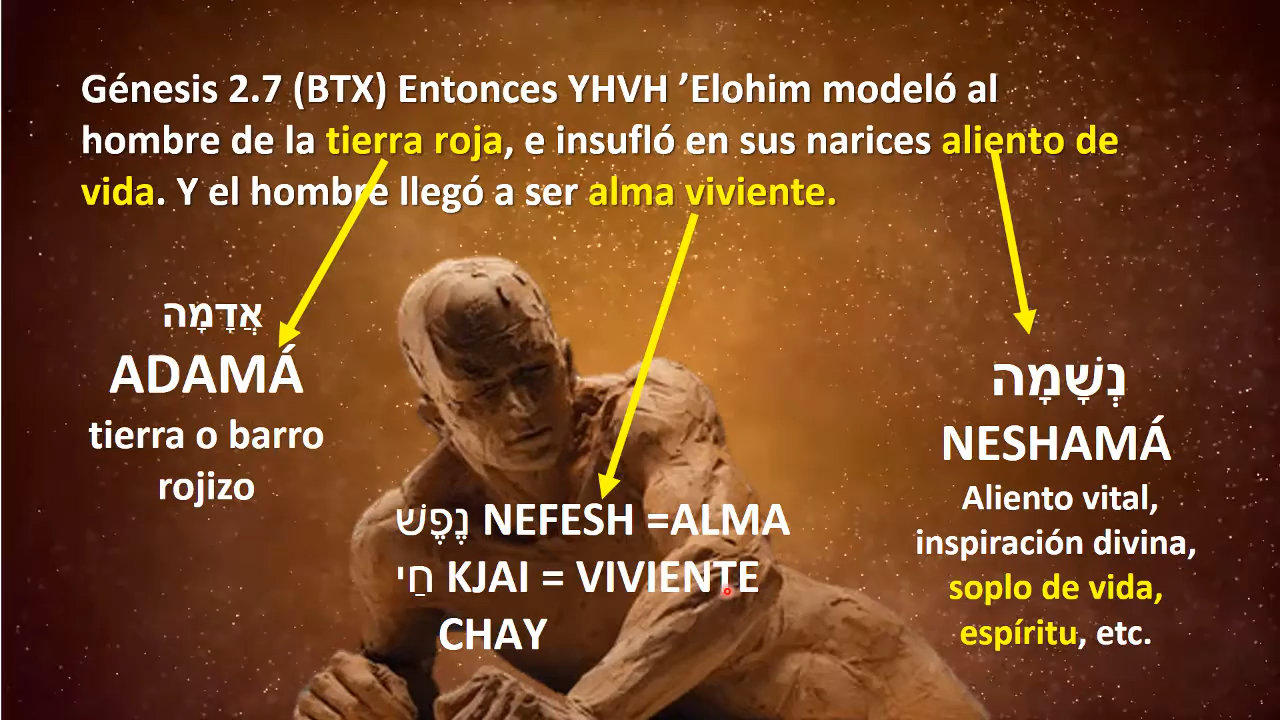 Génesis 2.7 (BTX) Entonces YHVH ’Elohim modeló al
hombre de la tierra roja, e insufló en sus narices aliento de
vida. Y el hombre llegó a ser alma viviente.
אֲדָמָה
ADAMÁ
tierra o barro
rojizo
נֶפֶשׁ NEFESH =ALMA
חַי KJAI = VIVIENTE
CHAY
נְשָׁמָה
NESHAMÁ
Aliento vital,
inspiración divina,
soplo de vida,
espíritu, etc.